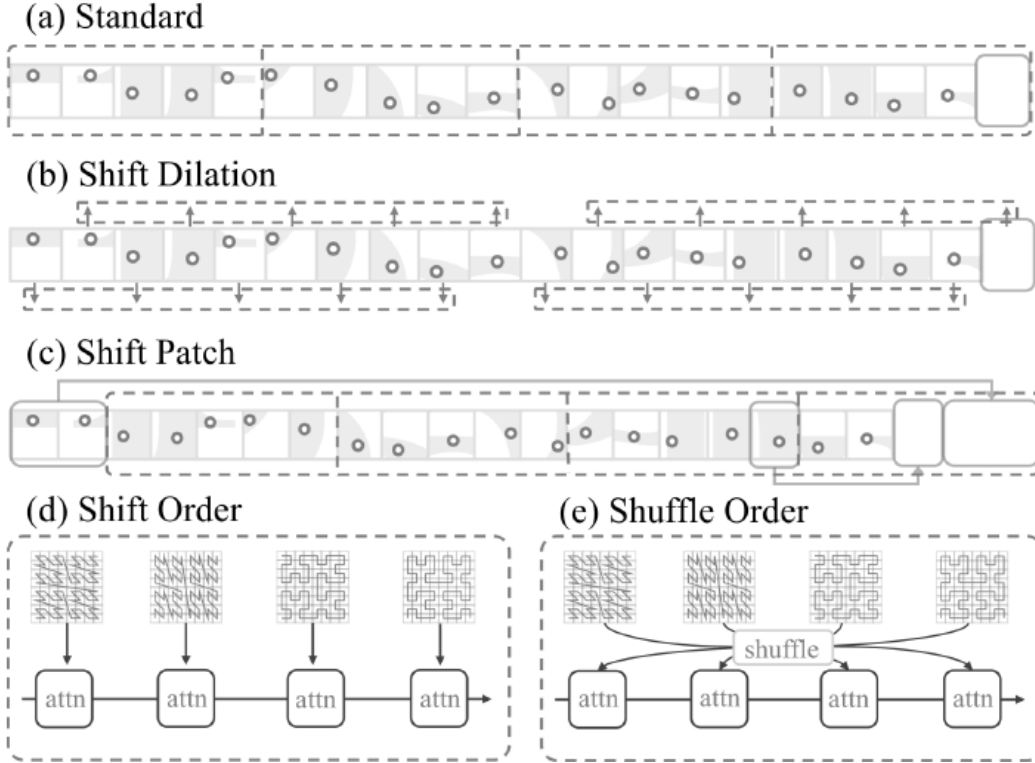 (a) Standard
(b) Shift Dilation
(c) Shift Patch
(d) Shift Order
attn attn attn attn
(e) Shuffle Order
shuffle
attn attn attn attn